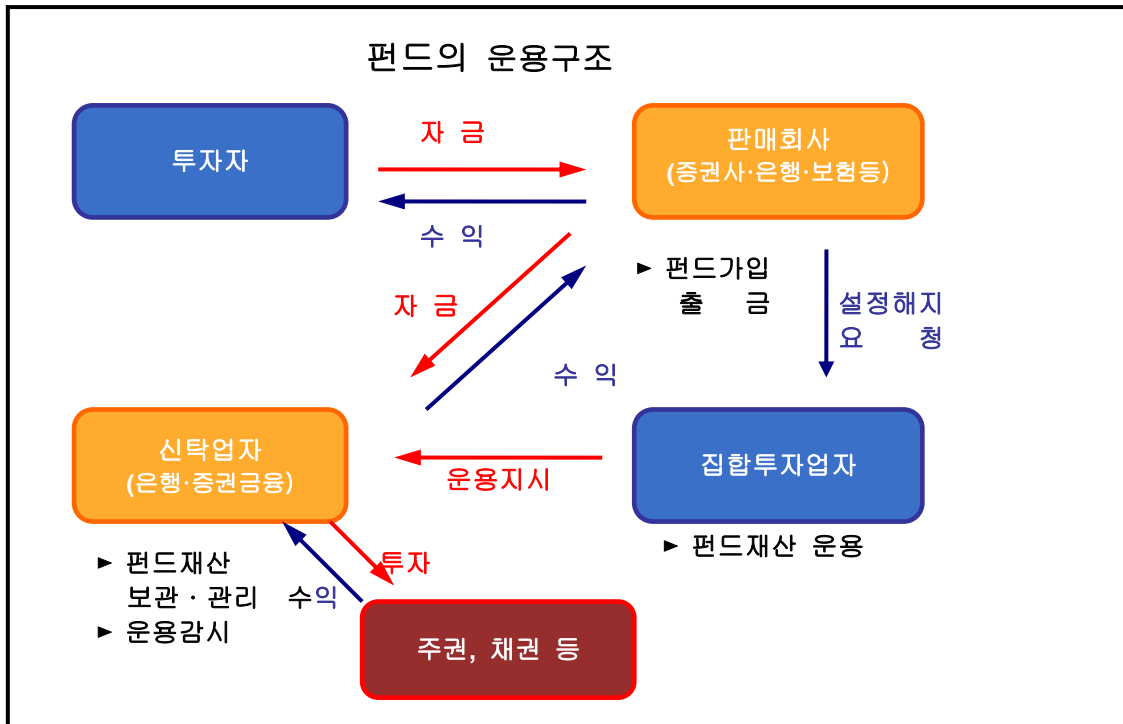 펀드의 운용구조
투자자
자 금
수 익
판매회사
(증권사·은행·보험등)
► 펀드가입
출 금
설정해지
요 청
자 금
수 익
신탁업자
(은행·증권금융)
운용지시
집합투자업자
► 펀드재산 운용
► 펀드재산
보관 · 관리
► 운용감시
수익
투자
주권, 채권 등